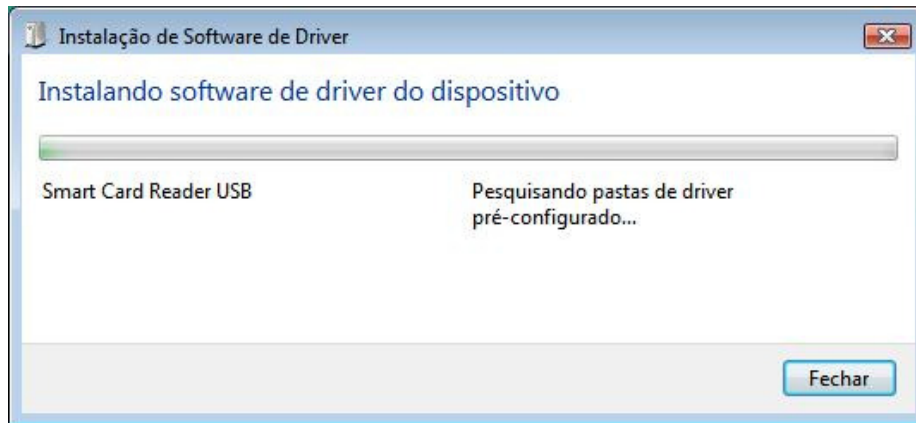 Instalação de Software de Driver
Instalando software de driver do dispositivo
Smart Card Reader USB
Pesquisando pastas de driver
pré-configurado...
Fechar